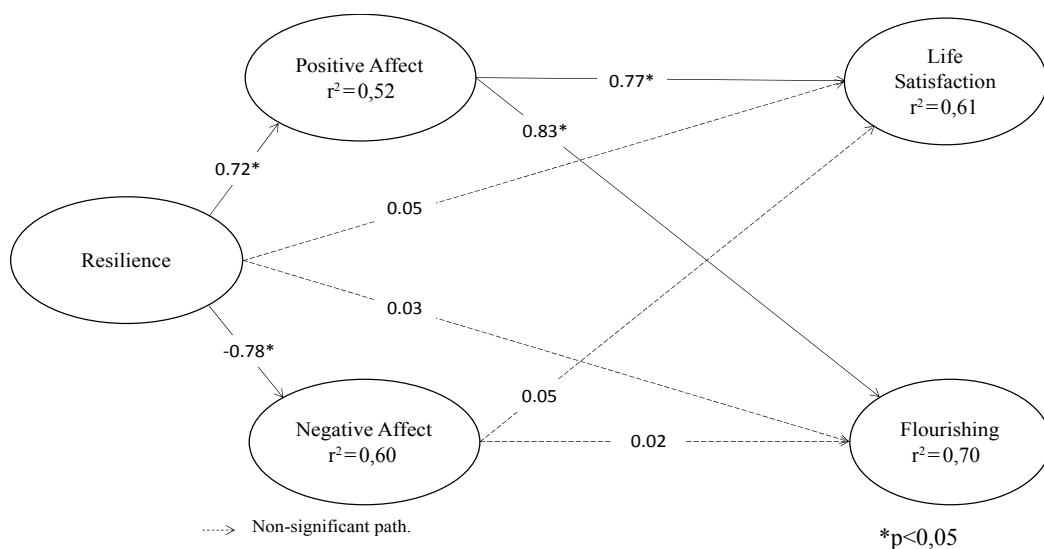 Positive Affect
r²=0,52
Life
Satisfaction
r²=0,61
0.77*
0.83*
0.72*
0.05
Resilience
0.03
-0.78*
0.05
Negative Affect
r²=0,60
0.02
Flourishing
r²=0,70
Non-significant path.
*p<0,05